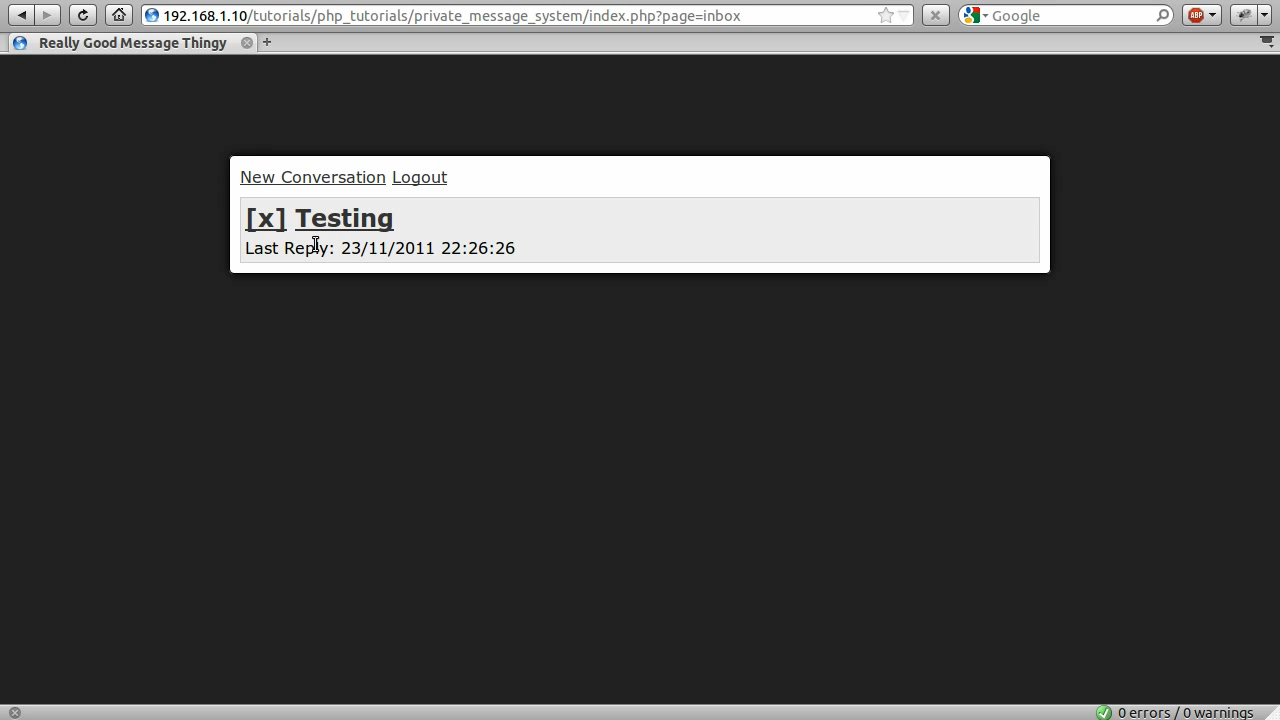 192.168.1.10/tutorials/php_tutorials/private_message_system/index.php?page=inbox
Google
ABP
Really Good Message Thingy
New Conversation Logout
[x] Testing
Last Reply: 23/11/2011 22:26:26
0 errors / 0 warnings